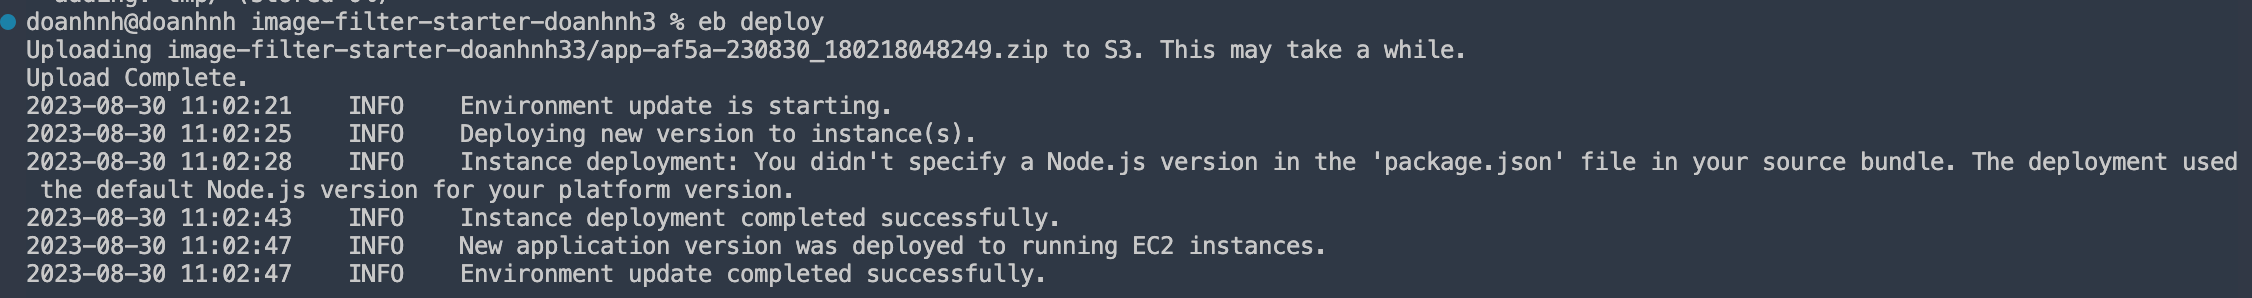 adding: tmp/ (stored 0%)
doanhnh@doanhnh image-filter-starter-doanhnh3 % eb deploy
Uploading image-filter-starter-doanhnh33/app-af5a-230830_180218048249.zip to S3. This may take a while.
Upload Complete.
2023-08-30 11:02:21    INFO    Environment update is starting.
2023-08-30 11:02:25    INFO    Deploying new version to instance(s).
2023-08-30 11:02:28    INFO    Instance deployment: You didn't specify a Node.js version in the 'package.json' file in your source bundle. The deployment used
the default Node.js version for your platform version.
2023-08-30 11:02:43    INFO    Instance deployment completed successfully.
2023-08-30 11:02:47    INFO    New application version was deployed to running EC2 instances.
2023-08-30 11:02:47    INFO    Environment update completed successfully.